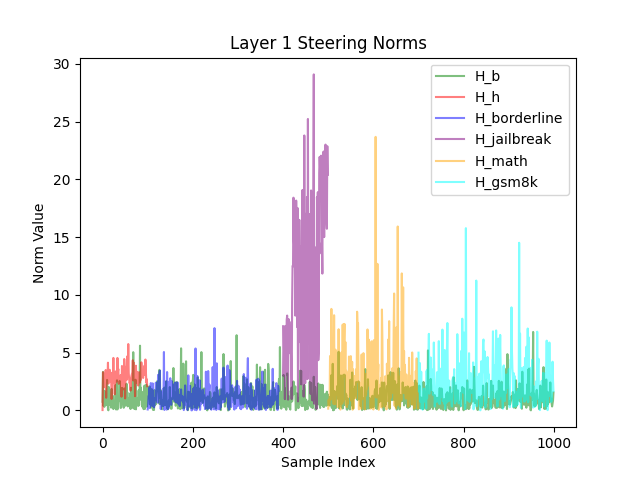 Layer 1 Steering Norms
30
25
20
15
10
5
0
Norm Value
H_b
H_h
H_borderline
H_jailbreak
H_math
H_gsm8k
0 200 400 600 800 1000
Sample Index